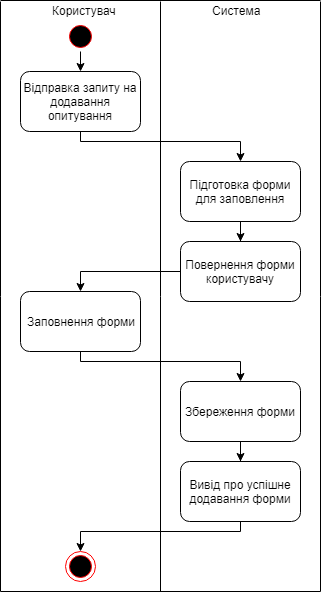 Користувач
Система
Відправка запиту на
додавання
опитування
Підготовка форми
для заповлення
Повернення форми
користувачу
Заповнення форми
Збереження форми
Вивід про успішне
додавання форми